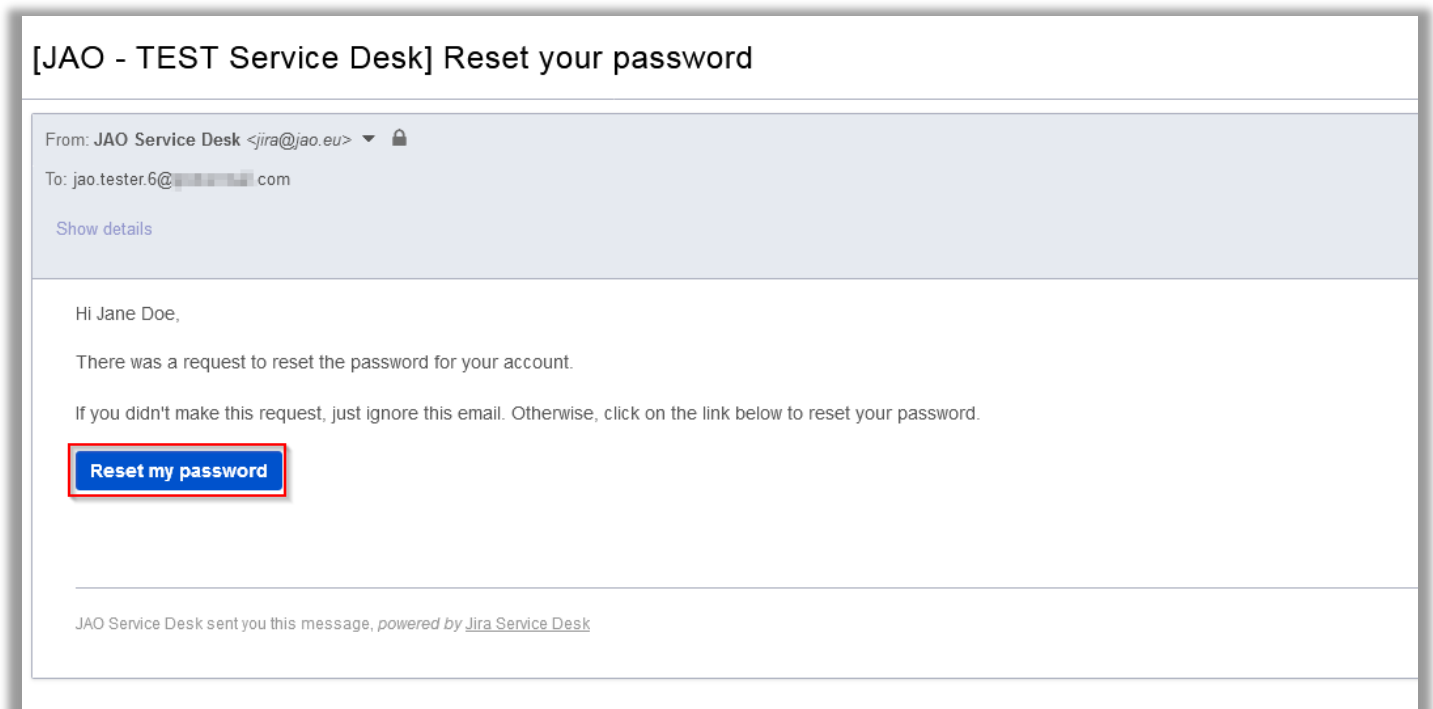 [JAO - TEST Service Desk] Reset your password
From: JAO Service Desk <jira@jao.eu>
To: jao.tester.6@ com
Show details
Hi Jane Doe,
There was a request to reset the password for your account.
If you didn't make this request, just ignore this email. Otherwise, click on the link below to reset your password.
Reset my password
JAO Service Desk sent you this message, powered by Jira Service Desk